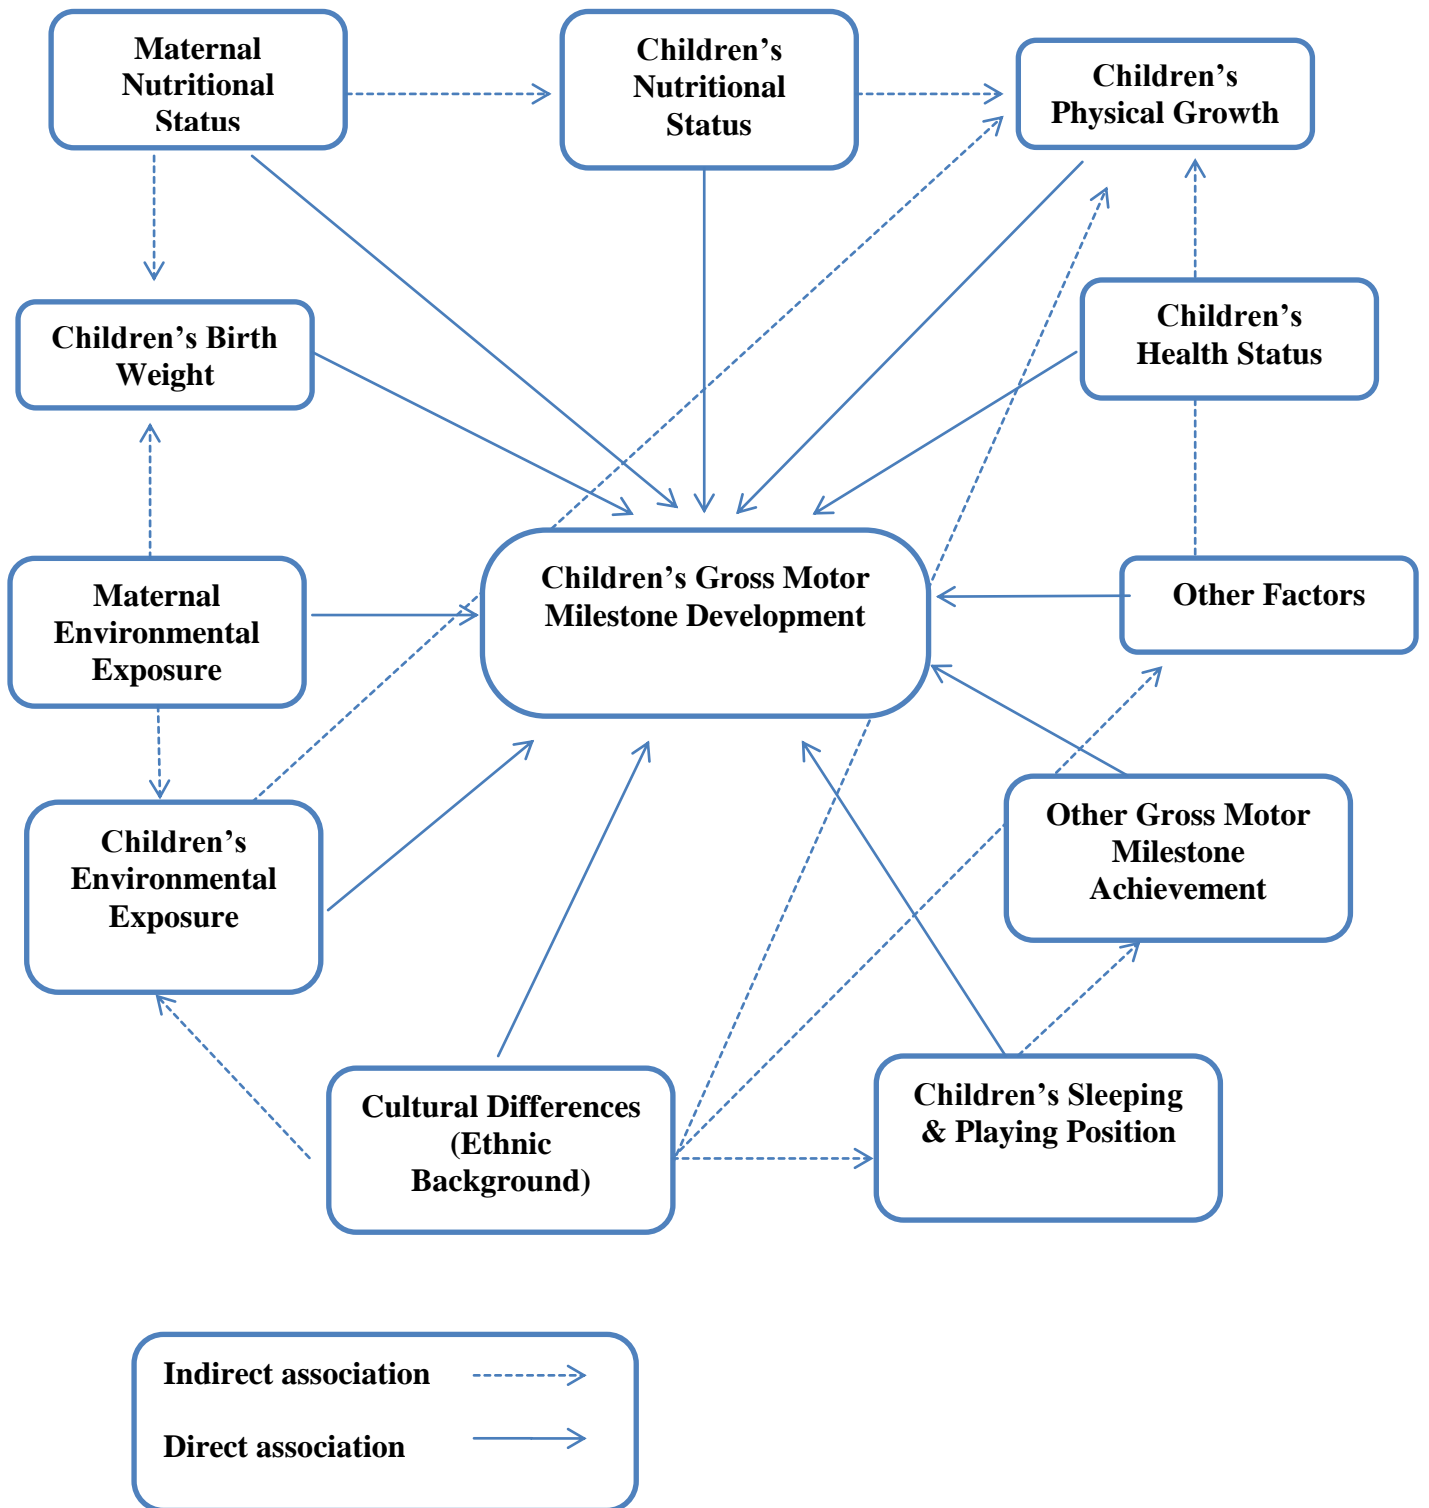 Maternal
Nutritional
Status
Children’s
Nutritional
Status
Children’s
Physical Growth
Children’s Birth
Weight
Children’s
Health Status
Maternal
Environmental
Exposure
Children’s Gross Motor
Milestone Development
Other Factors
Children’s
Environmental
Exposure
Other Gross Motor
Milestone
Achievement
Cultural Differences
(Ethnic
Background)
Children’s Sleeping
& Playing Position
Indirect association
Direct association